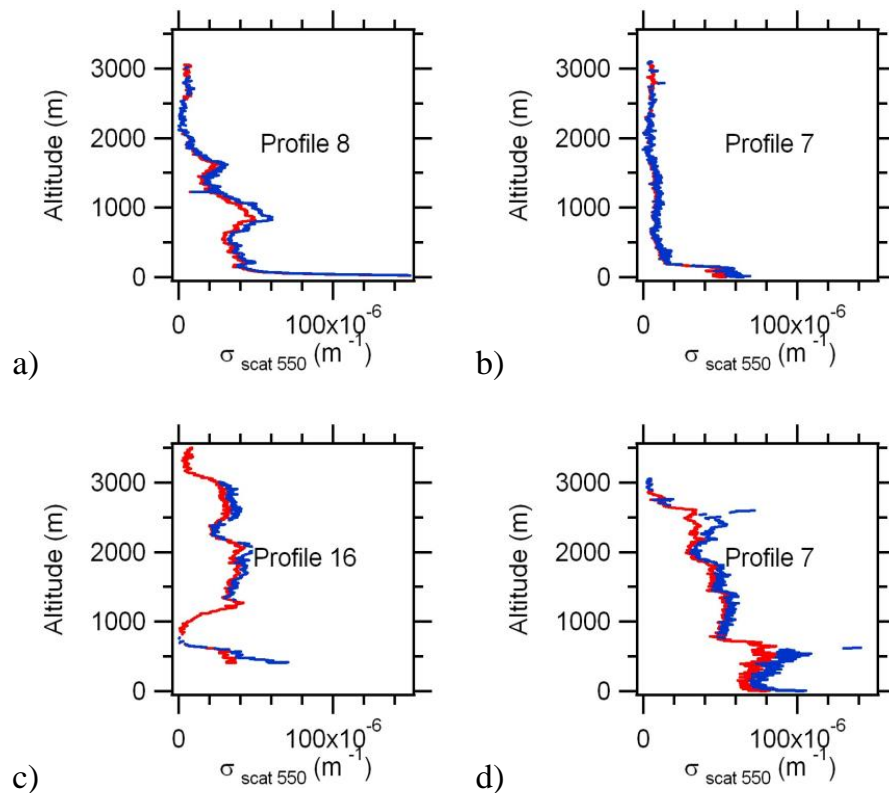 3000
2000
1000
0
Altitude (m)
Profile 8
0
100x10⁻⁶
σ scat 550 (m⁻¹)
a)
3000
2000
1000
0
Altitude (m)
Profile 7
0
100x10⁻⁶
σ scat 550 (m⁻¹)
b)
3000
2000
1000
0
Altitude (m)
Profile 16
0
100x10⁻⁶
σ scat 550 (m⁻¹)
c)
3000
2000
1000
0
Altitude (m)
Profile 7
0
100x10⁻⁶
σ scat 550 (m⁻¹)
d)